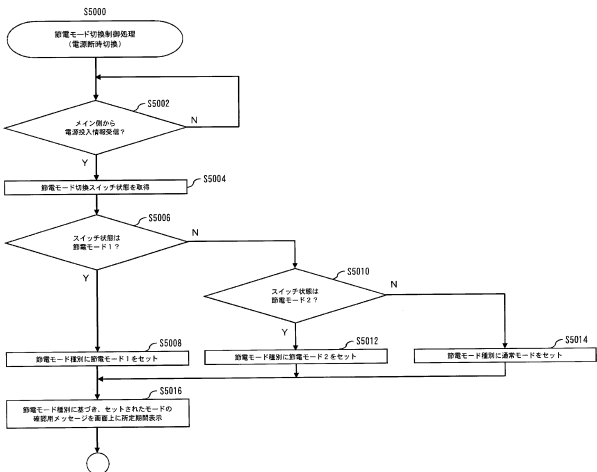 S5000
節電モード切換制御処理
(電源断時切換)
S5002
メイン側から
電源投入情報受信?
N
Y
S5004
節電モード切換スイッチ状態を取得
S5006
スイッチ状態は
節電モード1?
N
Y
S5010
スイッチ状態は
節電モード2?
N
Y
S5008
節電モード種別に節電モード1をセット
S5012
節電モード種別に節電モード2をセット
S5014
節電モード種別に通常モードをセット
S5016
節電モード種別に基づき、セットされたモードの
確認用メッセージを画面上に所定期間表示